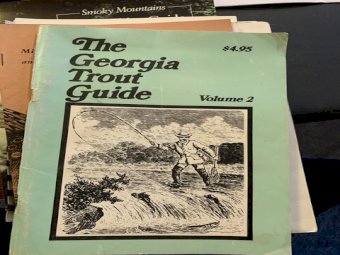 Smoky Mountains
The
Georgia
Trout
Guide
$4.95
Volume 2